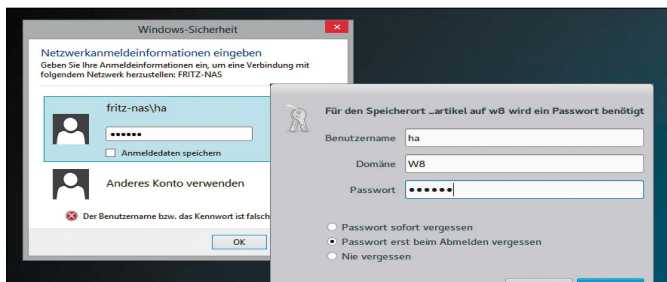 Windows-Sicherheit
Netzwerkanmeldeinformationen eingeben
Geben Sie Ihre Anmeldeinformationen ein, um eine Verbindung mit
folgendem Netzwerk herzustellen: FRITZ-NAS
fritz-nas\ha
••••••
Anmeldedaten speichern
Anderes Konto verwenden
Der Benutzername bzw. das Kennwort ist falsch
OK
Für den Speicherort _artikel auf w8 wird ein Passwort benötigt
Benutzername ha
Domäne W8
Passwort ••••••
Passwort sofort vergessen
Passwort erst beim Abmelden vergessen
Nie vergessen